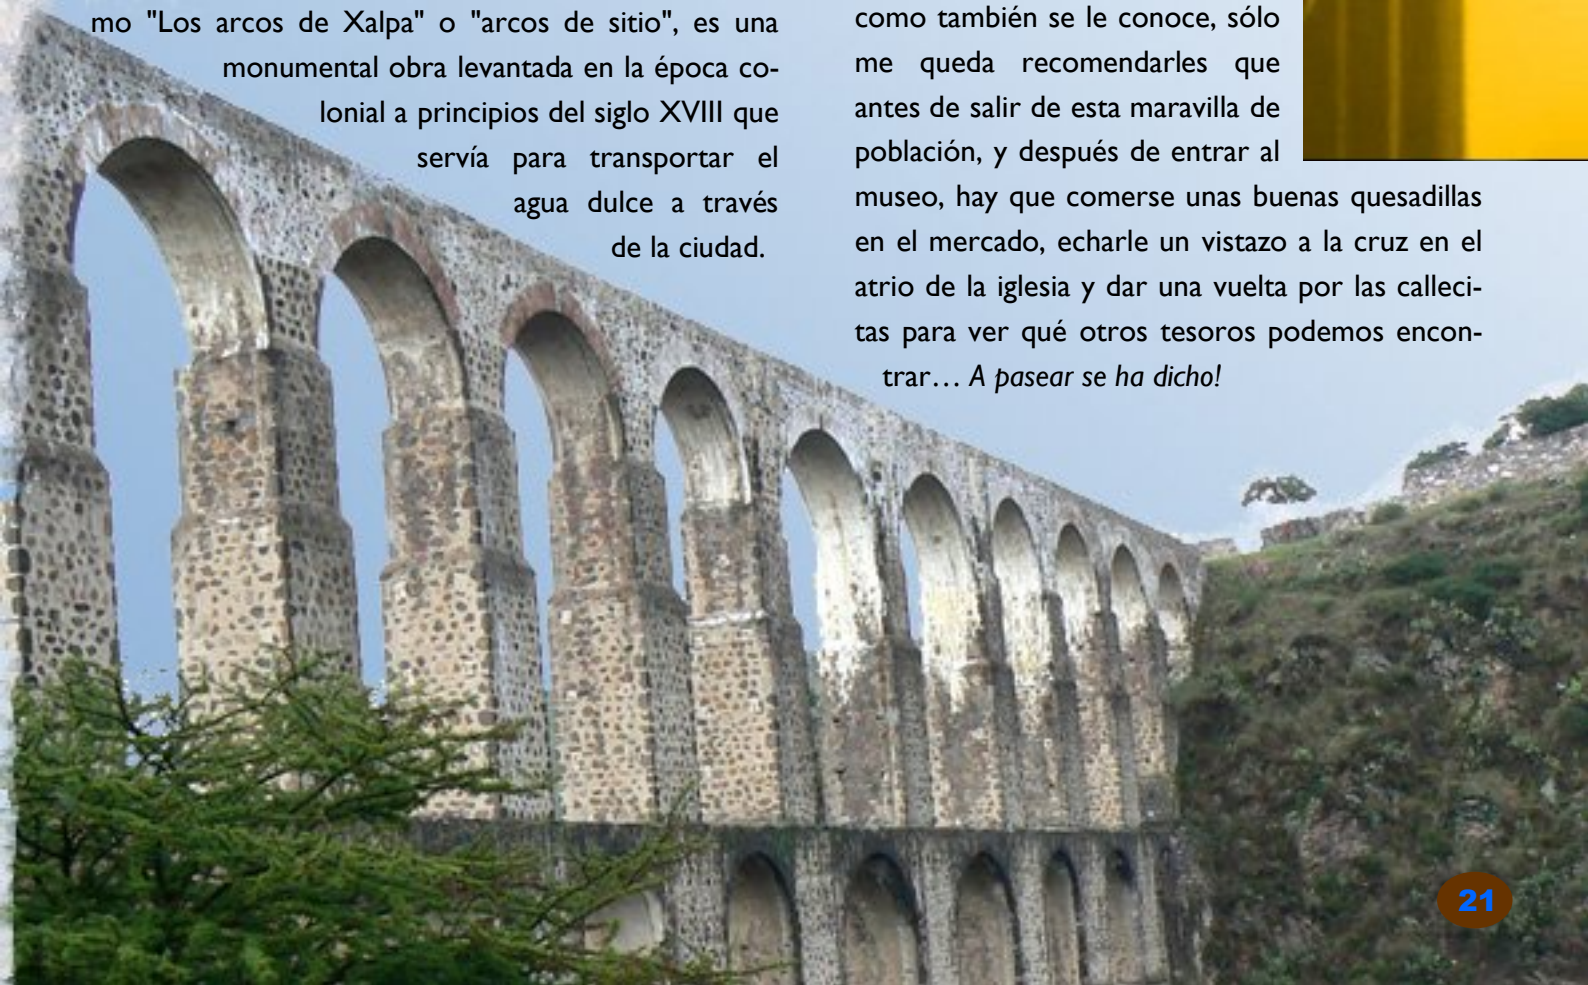 mo "Los arcos de Xalpa" o "arcos de sitio", es una
monumental obra levantada en la época co-
lonial a principios del siglo XVIII que
servía para transportar el
agua dulce a través
de la ciudad.
como también se le conoce, sólo
me queda recomendarles que
antes de salir de esta maravilla de
población, y después de entrar al
museo, hay que comerse unas buenas quesadillas
en el mercado, echarle un vistazo a la cruz en el
atrio de la iglesia y dar una vuelta por las calleci-
tas para ver qué otros tesoros podemos encon-
trar… A pasear se ha dicho!
21